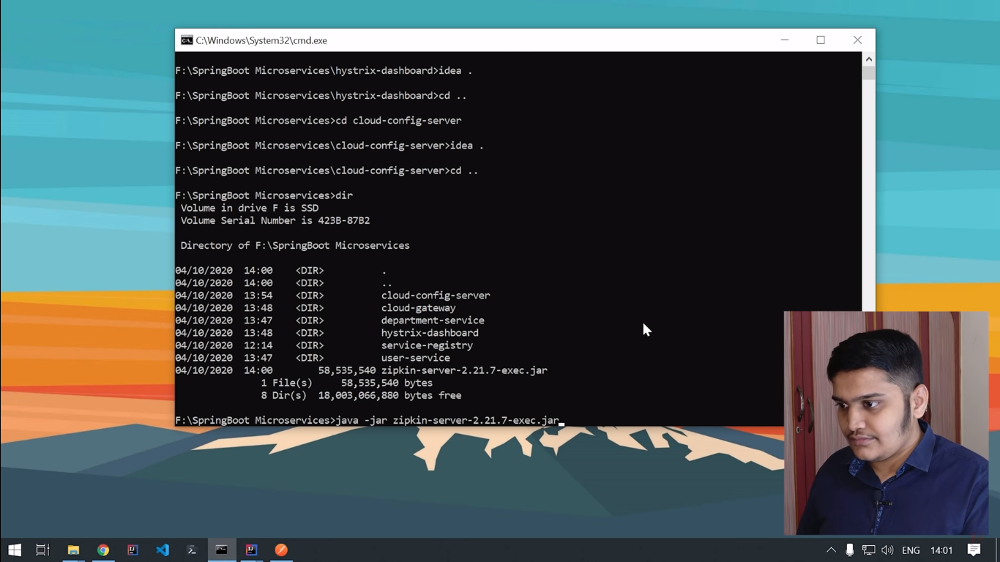 C:\Windows\System32\cmd.exe
F:\SpringBoot Microservices\hystrix-dashboard>idea .
F:\SpringBoot Microservices\hystrix-dashboard>cd ..
F:\SpringBoot Microservices>cd cloud-config-server
F:\SpringBoot Microservices\cloud-config-server>idea .
F:\SpringBoot Microservices\cloud-config-server>cd ..
F:\SpringBoot Microservices>dir
Volume in drive F is SSD
Volume Serial Number is 423B-87B2
Directory of F:\SpringBoot Microservices
04/10/2020 14:00 <DIR> .
04/10/2020 14:00 <DIR> ..
04/10/2020 13:54 <DIR> cloud-config-server
04/10/2020 13:48 <DIR> cloud-gateway
04/10/2020 13:47 <DIR> department-service
04/10/2020 13:48 <DIR> hystrix-dashboard
04/10/2020 12:14 <DIR> service-registry
04/10/2020 13:47 <DIR> user-service
04/10/2020 14:00 58,535,540 zipkin-server-2.21.7-exec.jar
1 File(s) 58,535,540 bytes
8 Dir(s) 18,003,066,880 bytes free
F:\SpringBoot Microservices>java -jar zipkin-server-2.21.7-exec.jar
ENG 14:01